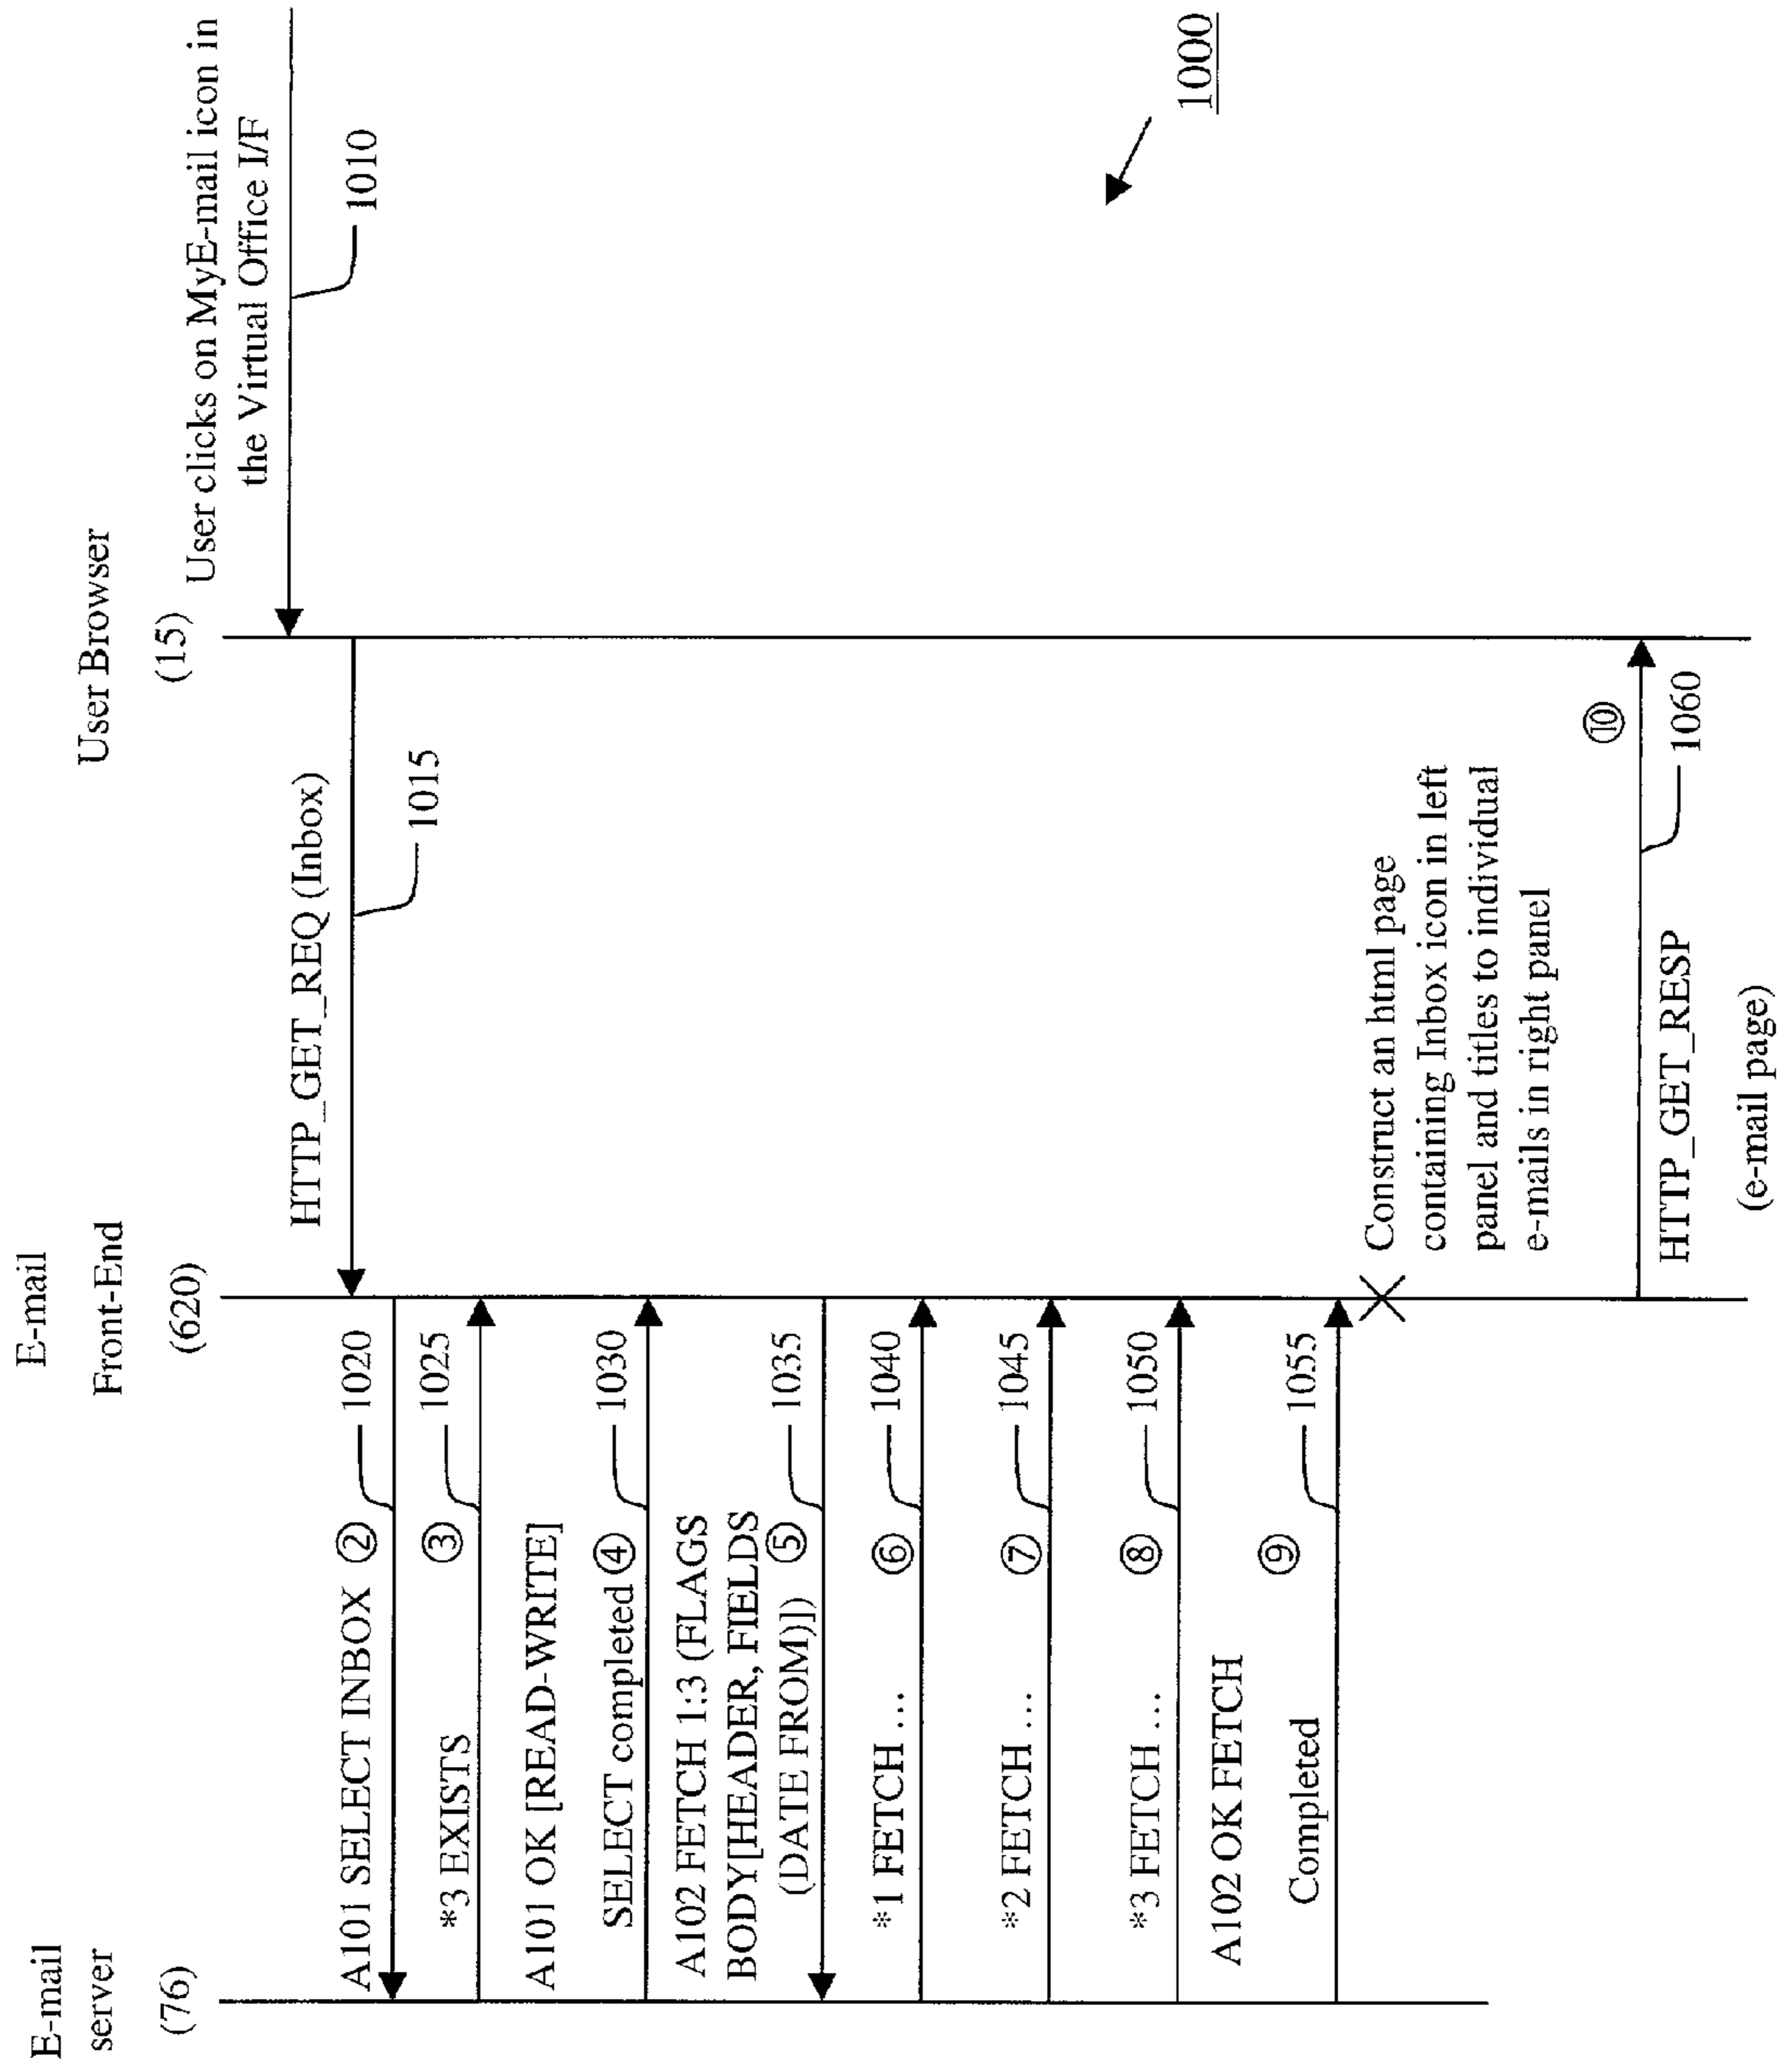 E-mail
server
(76)
E-mail
Front-End
(620)
User Browser
(15)
User clicks on MyE-mail icon in
the Virtual Office I/F
1010
HTTP_GET_REQ (Inbox)
1015
A101 SELECT INBOX ②
1020
*3 EXISTS ③
1025
A101 OK [READ-WRITE]
SELECT completed ④
1030
A102 FETCH 1:3 (FLAGS
BODY[HEADER, FIELDS
(DATE FROM)]) ⑤
1035
*1 FETCH ... ⑥
1040
*2 FETCH ... ⑦
1045
*3 FETCH ... ⑧
1050
A102 OK FETCH
Completed ⑨
1055
Construct an html page
containing Inbox icon in left
panel and titles to individual
e-mails in right panel
⑩
HTTP_GET_RESP
1060
(e-mail page)
1000